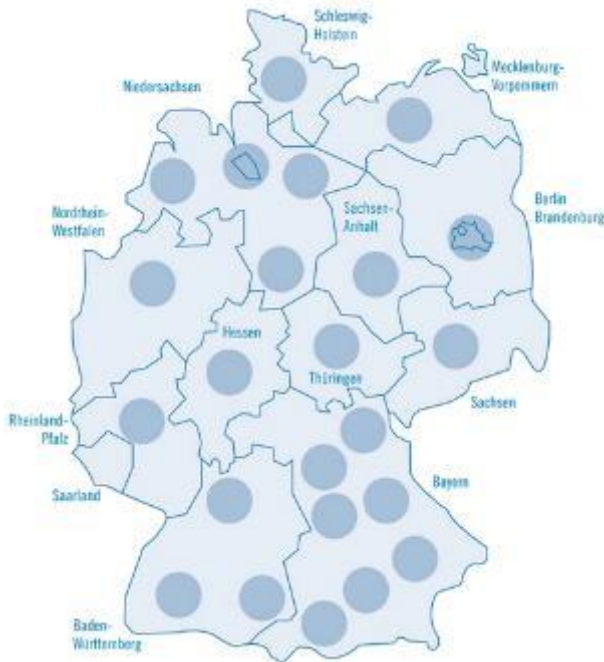 Schleswig-
Holstein
Mecklenburg-
Vorpommern
Niedersachsen
Berlin
Brandenburg
Sachsen-
Anhalt
Nordrhein-
Westfalen
Hessen
Thüringen
Sachsen
Rheinland-
Pfalz
Saarland
Bayern
Baden-
Württemberg